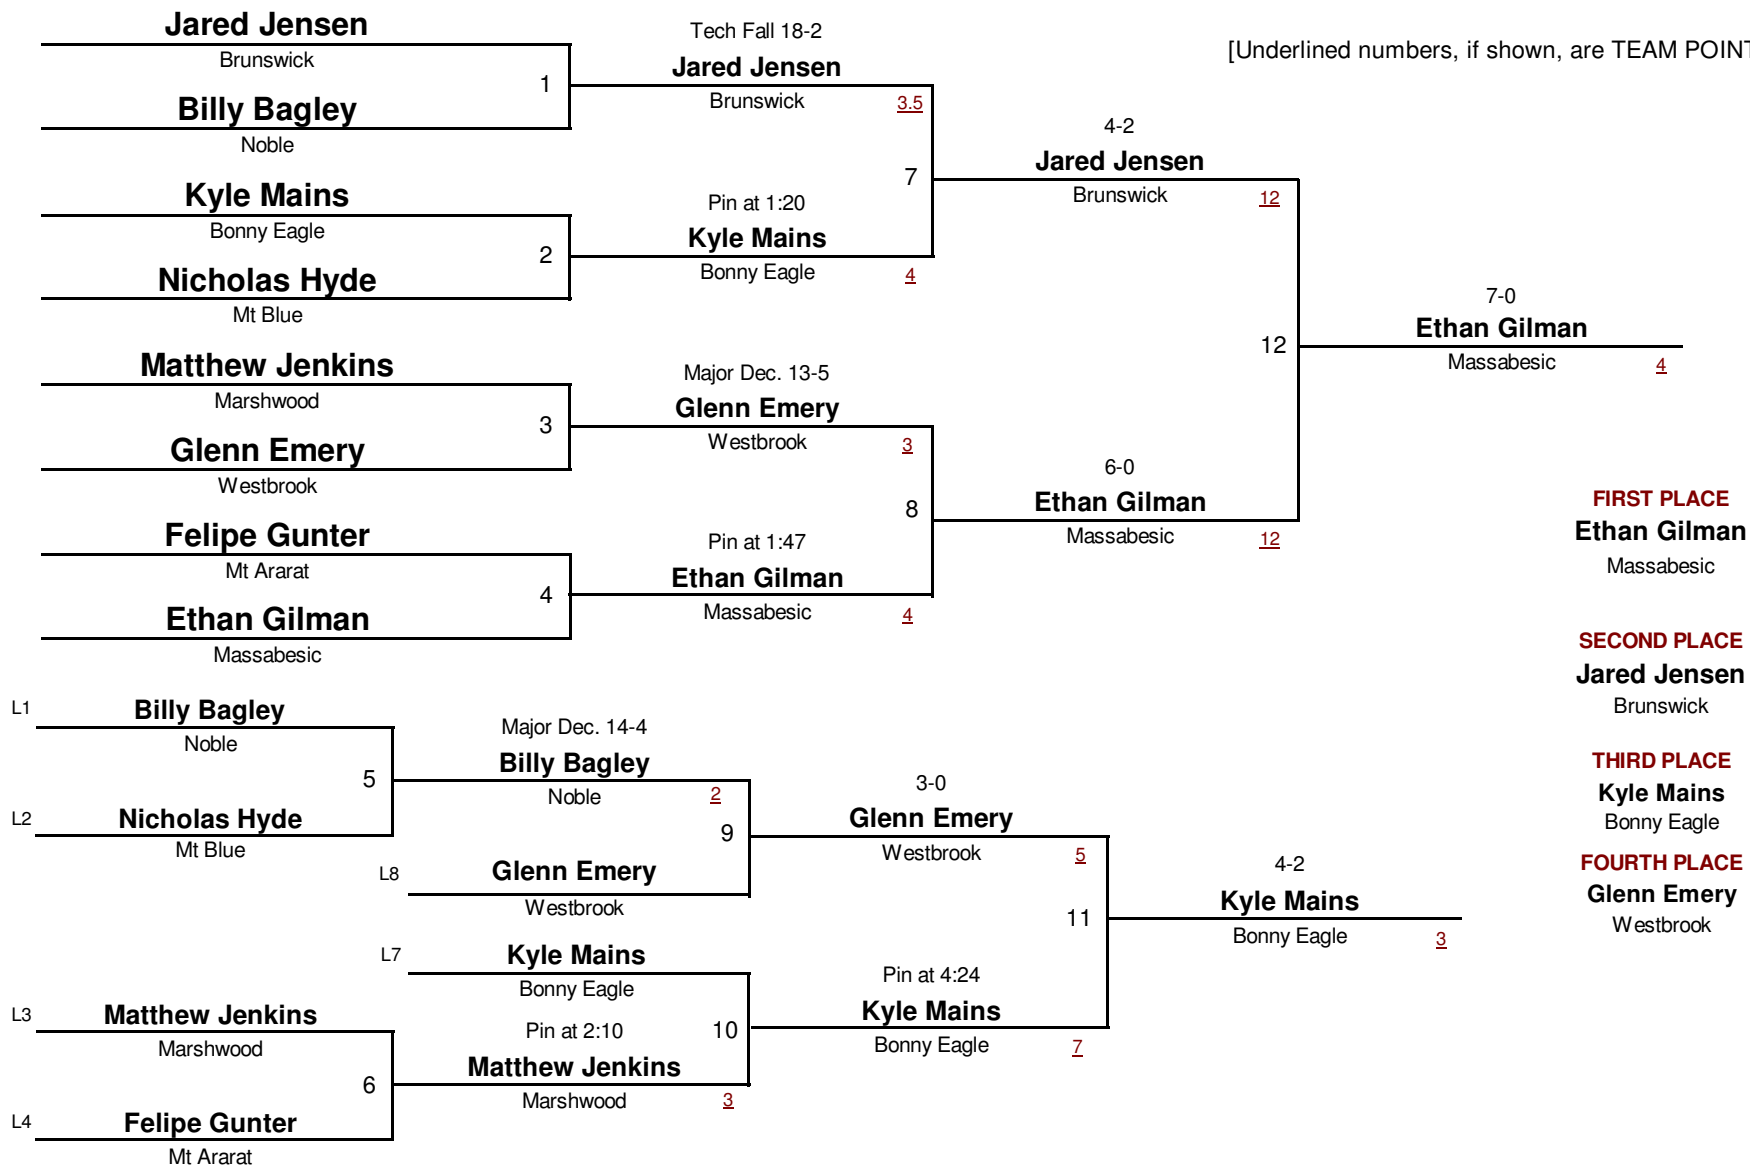 Jared Jensen
Brunswick
1
Billy Bagley
Noble
Kyle Mains
Bonny Eagle
2
Nicholas Hyde
Mt Blue
Matthew Jenkins
Marshwood
3
Glenn Emery
Westbrook
Felipe Gunter
Mt Ararat
4
Ethan Gilman
Massabesic
Tech Fall 18-2
Jared Jensen
Brunswick 3.5
7
Pin at 1:20
Kyle Mains
Bonny Eagle 4
Major Dec. 13-5
Glenn Emery
Westbrook 3
8
Pin at 1:47
Ethan Gilman
Massabesic 4
[Underlined numbers, if shown, are TEAM POINT
4-2
Jared Jensen
Brunswick 12
12
6-0
Ethan Gilman
Massabesic 12
7-0
Ethan Gilman
Massabesic 4
FIRST PLACE
Ethan Gilman
Massabesic
SECOND PLACE
Jared Jensen
Brunswick
THIRD PLACE
Kyle Mains
Bonny Eagle
FOURTH PLACE
Glenn Emery
Westbrook
L1 Billy Bagley
Noble
5
L2 Nicholas Hyde
Mt Blue
L3 Matthew Jenkins
Marshwood
6
L4 Felipe Gunter
Mt Ararat
Major Dec. 14-4
Billy Bagley
Noble 2
9
L8 Glenn Emery
Westbrook
L7 Kyle Mains
Bonny Eagle
Pin at 2:10 10
Matthew Jenkins
Marshwood 3
3-0
Glenn Emery
Westbrook 5
11
Pin at 4:24
Kyle Mains
Bonny Eagle 7
4-2
Kyle Mains
Bonny Eagle 3